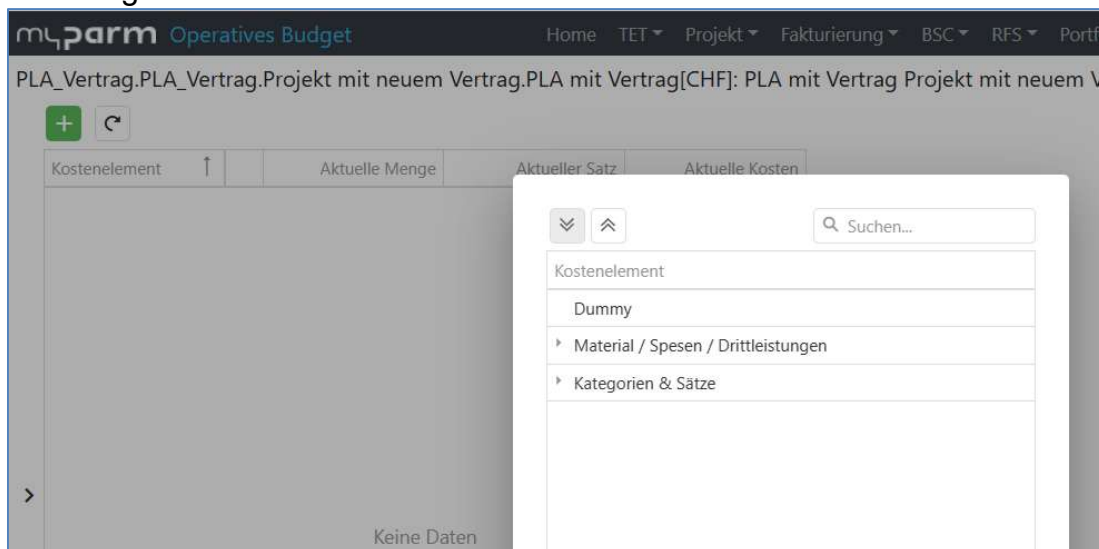 myparm Operatives Budget Home TET Projekt Fakturierung BSC RFS
PLA_Vertrag.PLA_Vertrag.Projekt mit neuem Vertrag.PLA mit Vertrag[CHF]: PLA mit Vertrag Projekt mit neuem
Kostenelement Aktuelle Menge Aktueller Satz Aktuelle Kosten
Suchen...
Kostenelement
Dummy
Material / Spesen / Drittleistungen
Kategorien & Sätze
Keine Daten